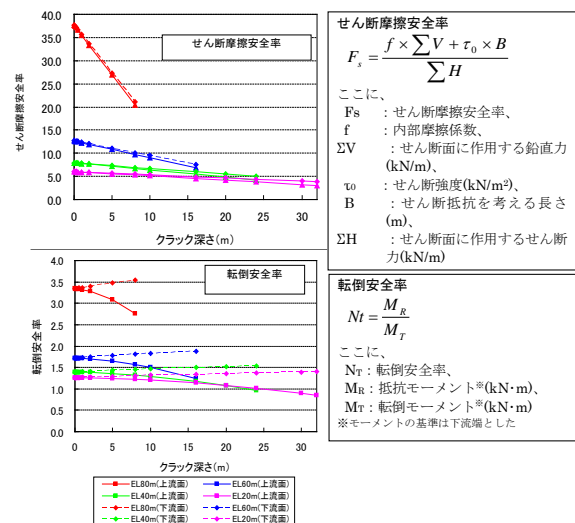 せん断摩擦安全率
せん断摩擦安全率
40.0
35.0
30.0
25.0
20.0
15.0
10.0
5.0
0.0
0
5
10
15
20
25
30
クラック深さ(m)
転倒安全率
転倒安全率
4.0
3.5
3.0
2.5
2.0
1.5
1.0
0.5
0.0
0
5
10
15
20
25
30
クラック深さ(m)
EL80m(上流面)
EL60m(上流面)
EL40m(上流面)
EL20m(上流面)
EL80m(下流面)
EL60m(下流面)
EL40m(下流面)
EL20m(下流面)
せん断摩擦安全率
F_s = (f × ∑V + τ_0 × B) / ∑H
ここに、
Fs :せん断摩擦安全率、
f :内部摩擦係数、
ΣV :せん断面に作用する鉛直力
(kN/m)、
τ₀ :せん断強度(kN/m²)、
B :せん断抵抗を考える長さ
(m)、
ΣH :せん断面に作用するせん断
力(kN/m)
転倒安全率
Nt = M_R / M_T
ここに、
N_T:転倒安全率、
M_R:抵抗モーメント※(kN・m)、
M_T:転倒モーメント※(kN・m)
※モーメントの基準は下流端とした